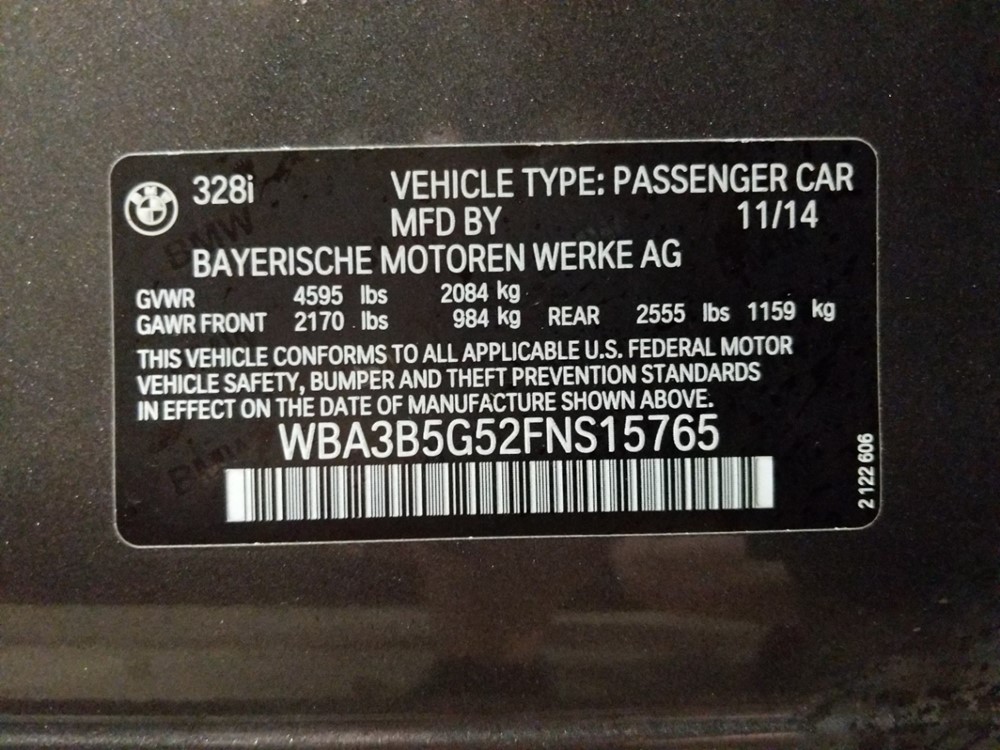 328i VEHICLE TYPE: PASSENGER CAR
MFD BY 11/14
BAYERISCHE MOTOREN WERKE AG
GVWR 4595 lbs 2084 kg
GAWR FRONT 2170 lbs 984 kg REAR 2555 lbs 1159 kg
THIS VEHICLE CONFORMS TO ALL APPLICABLE U.S. FEDERAL MOTOR
VEHICLE SAFETY, BUMPER AND THEFT PREVENTION STANDARDS
IN EFFECT ON THE DATE OF MANUFACTURE SHOWN ABOVE.
WBA3B5G52FNS15765
2 122 606
BMW